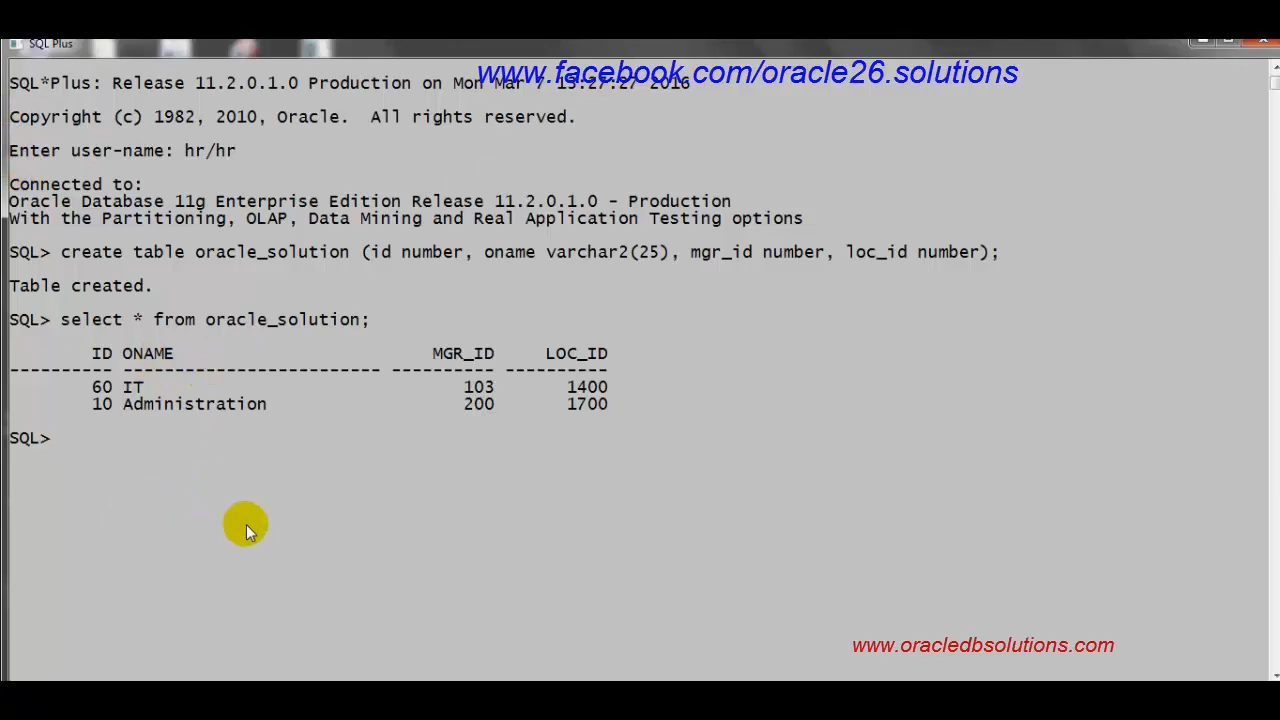 SQL Plus
www.facebook.com/oracle26.solutions
SQL*Plus: Release 11.2.0.1.0 Production on Mon Mar 7 13:27:27 2016
Copyright (c) 1982, 2010, Oracle.  All rights reserved.
Enter user-name: hr/hr
Connected to:
Oracle Database 11g Enterprise Edition Release 11.2.0.1.0 - Production
With the Partitioning, OLAP, Data Mining and Real Application Testing options
SQL> create table oracle_solution (id number, oname varchar2(25), mgr_id number, loc_id number);
Table created.
SQL> select * from oracle_solution;
ID ONAME MGR_ID LOC_ID
---------- ------------------------- ---------- ----------
60 IT 103 1400
10 Administration 200 1700
SQL>
www.oracledbsolutions.com